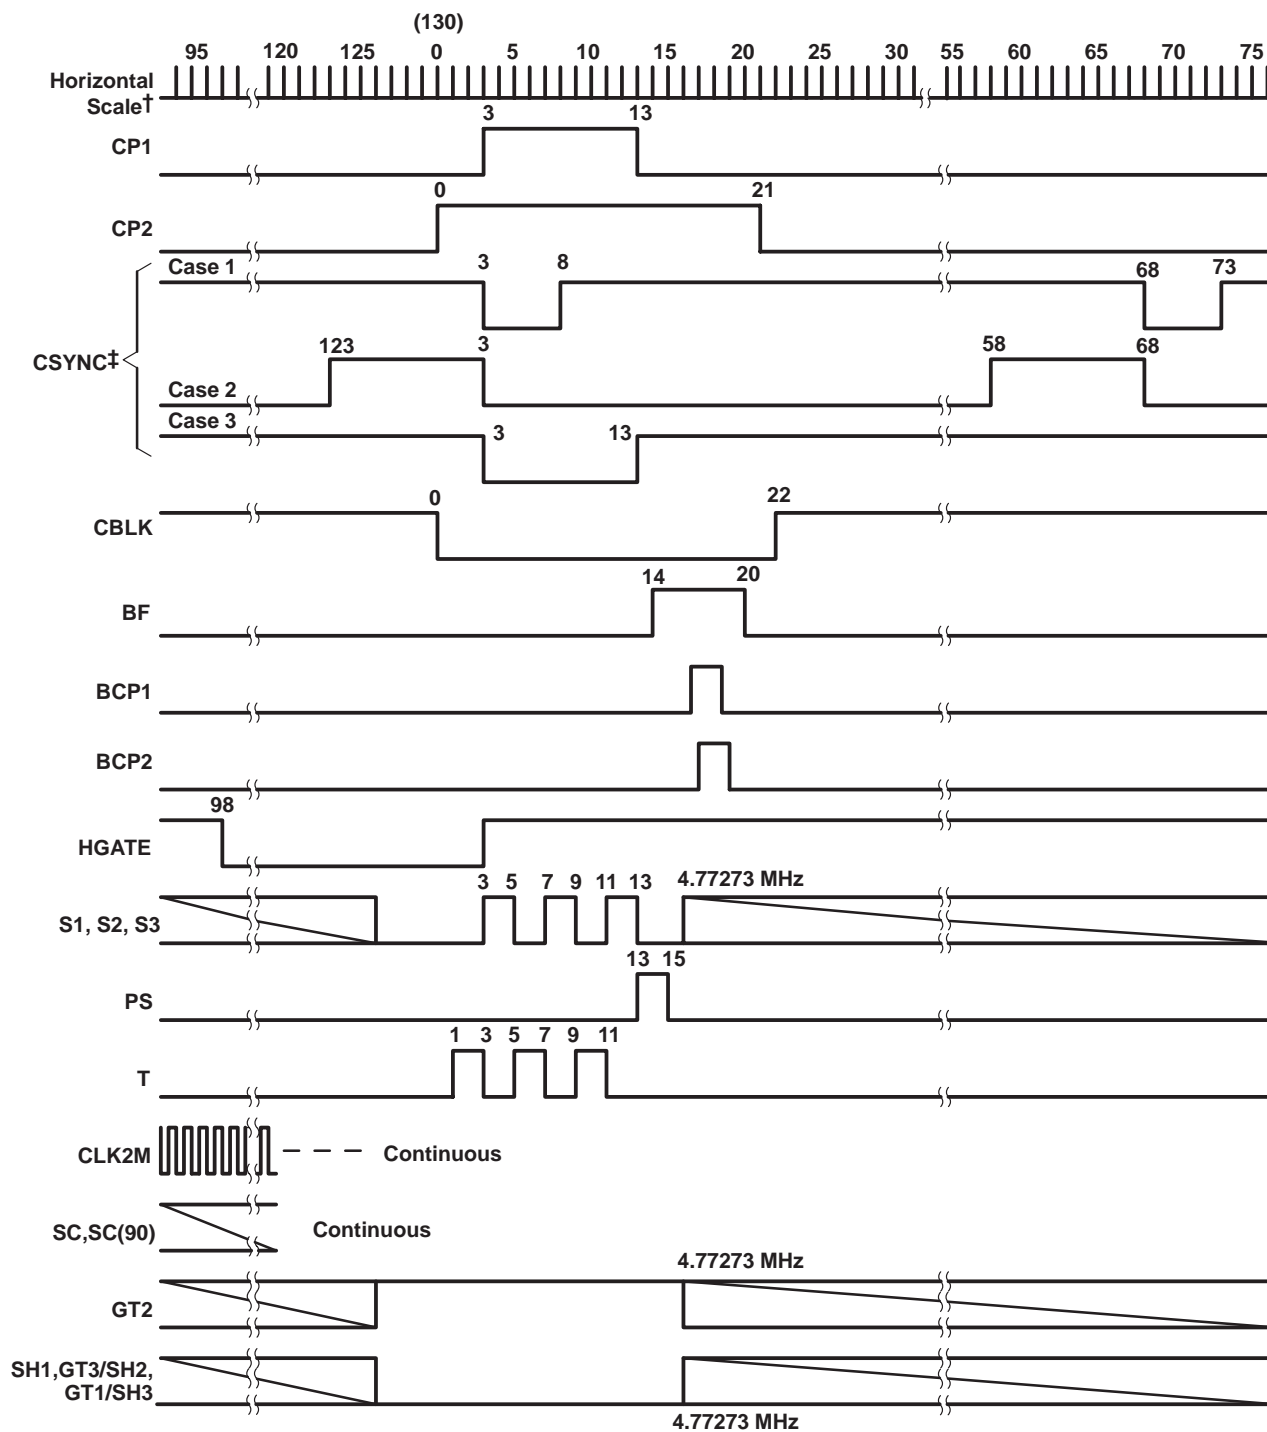 (130)
95 120 125 0 5 10 15 20 25 30 55 60 65 70 75
Horizontal
Scale†
3 13
CP1
0 21
CP2
Case 1 3 8 68 73
CSYNC‡
123 3 58 68
Case 2
Case 3 3 13
0 22
CBLK
14 20
BF
BCP1
BCP2
98
HGATE
3 5 7 9 11 13 4.77273 MHz
S1, S2, S3
13 15
PS
1 3 5 7 9 11
T
CLK2M Continuous
SC,SC(90) Continuous
4.77273 MHz
GT2
SH1,GT3/SH2,
GT1/SH3
4.77273 MHz